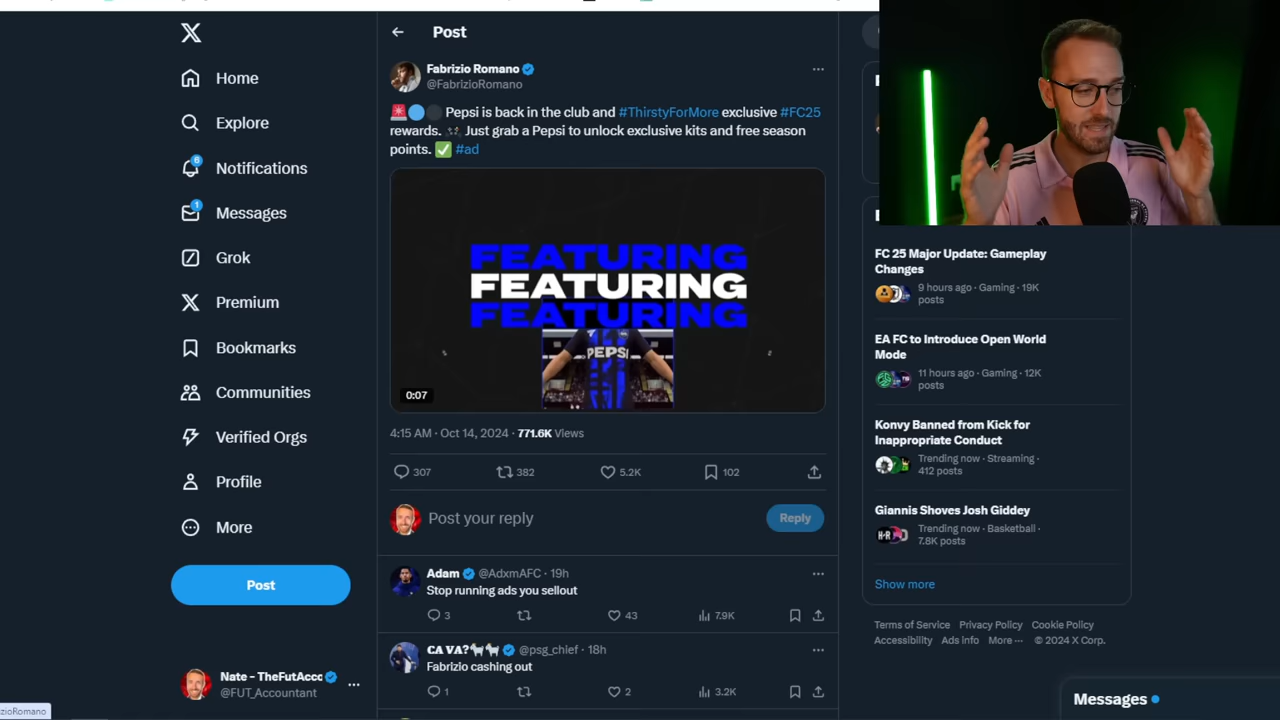 Home
Explore
6
Notifications
1
Messages
Grok
Premium
Bookmarks
Communities
Verified Orgs
Profile
More
Post
Nate - TheFutAcc
@FUT_Accountant
zioRomano
Post
Fabrizio Romano
@FabrizioRomano
🚨🔵⚫ Pepsi is back in the club and #ThirstyForMore exclusive #FC25
rewards. 🎮 Just grab a Pepsi to unlock exclusive kits and free season
points. ✅ #ad
FEATURING
FEATURING
FEATURING
PEPSI
0:07
4:15 AM · Oct 14, 2024 · 771.6K Views
307
382
5.2K
102
Post your reply
Reply
Adam @AdxmAFC · 19h
Stop running ads you sellout
3
43
7.9K
CA VA?🐐🐐 @psg_chief · 18h
Fabrizio cashing out
1
2
3.2K
FC 25 Major Update: Gameplay
Changes
9 hours ago · Gaming · 19K
posts
EA FC to Introduce Open World
Mode
11 hours ago · Gaming · 12K
posts
Konvy Banned from Kick for
Inappropriate Conduct
Trending now · Streaming ·
412 posts
Giannis Shoves Josh Giddey
Trending now · Basketball ·
7.8K posts
Show more
Terms of Service Privacy Policy Cookie Policy
Accessibility Ads info More ··· © 2024 X Corp.
Messages